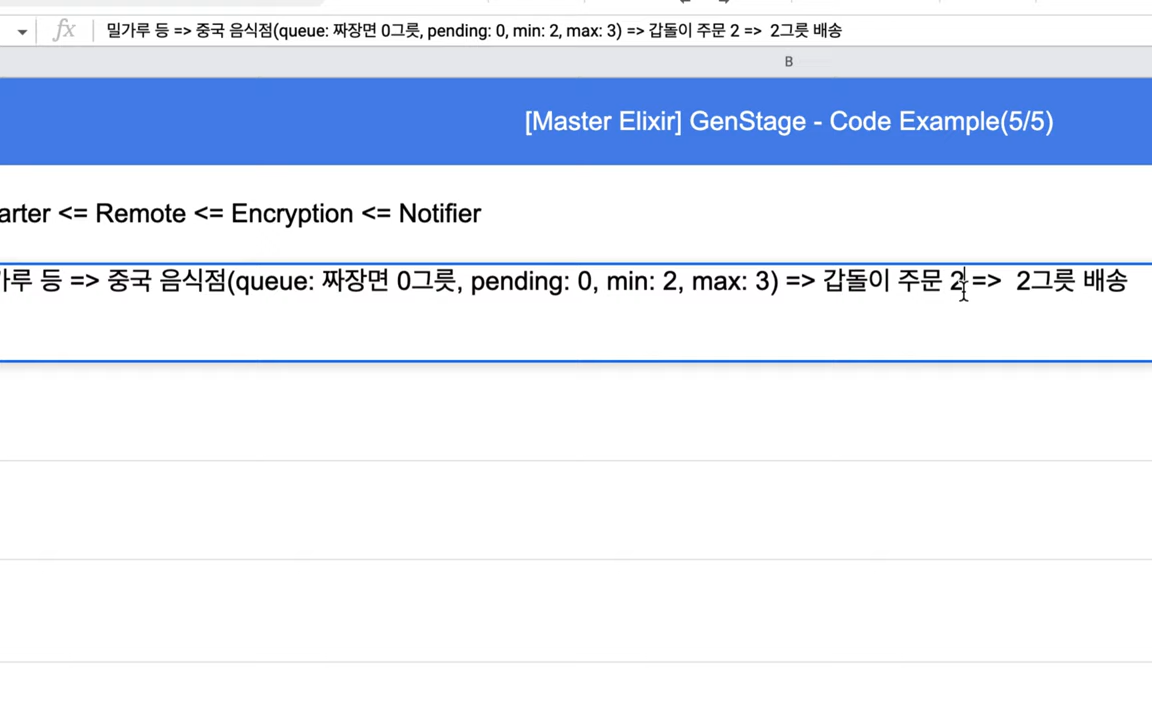 fx 밀가루 등 => 중국 음식점(queue: 짜장면 0그릇, pending: 0, min: 2, max: 3) => 갑돌이 주문 2 => 2그릇 배송
B
[Master Elixir] GenStage - Code Example(5/5)
arter <= Remote <= Encryption <= Notifier
가루 등 => 중국 음식점(queue: 짜장면 0그릇, pending: 0, min: 2, max: 3) => 갑돌이 주문 2 => 2그릇 배송